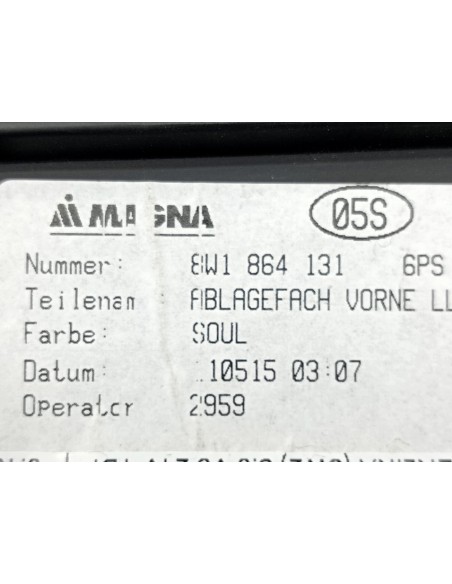 MAGNA 05S
Nummer: 8W1 864 131 6PS
Teilenam : ABLAGEFACH VORNE LL
Farbe: SOUL
Datum: 10515 03:07
Operator 2959